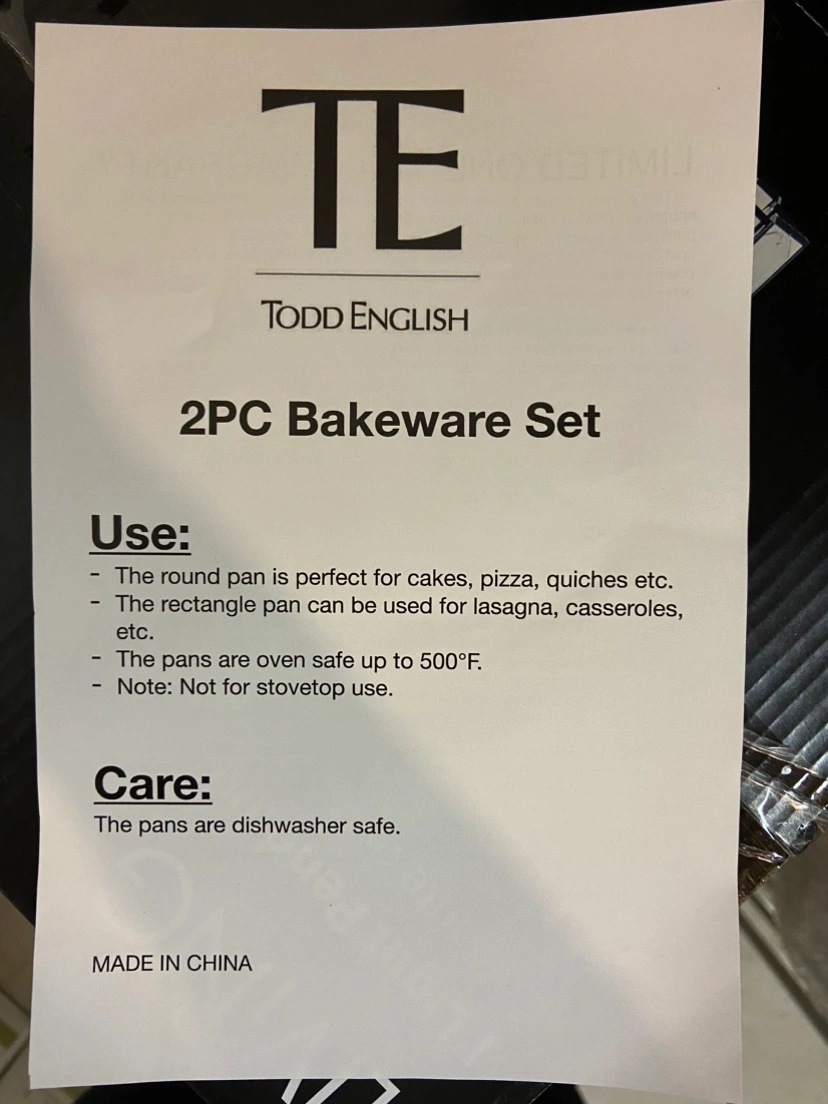 TE
TODD ENGLISH
2PC Bakeware Set
Use:
- The round pan is perfect for cakes, pizza, quiches etc.
- The rectangle pan can be used for lasagna, casseroles,
etc.
- The pans are oven safe up to 500°F.
- Note: Not for stovetop use.
Care:
The pans are dishwasher safe.
MADE IN CHINA